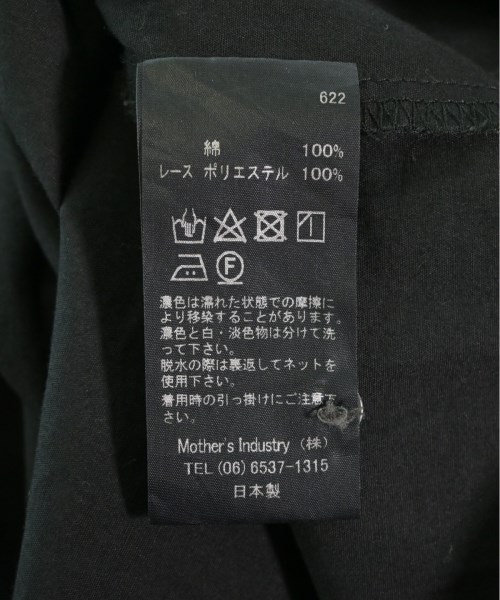 622
綿 100%
レース ポリエステル 100%
F
濃色は濡れた状態での摩擦に
より移染することがあります。
濃色と白・淡色物は分けて洗
って下さい。
脱水の際は裏返してネットを
使用下さい。
着用時の引っ掛けにご注意下
さい。
Mother's Industry (株)
TEL (06) 6537-1315
日本製